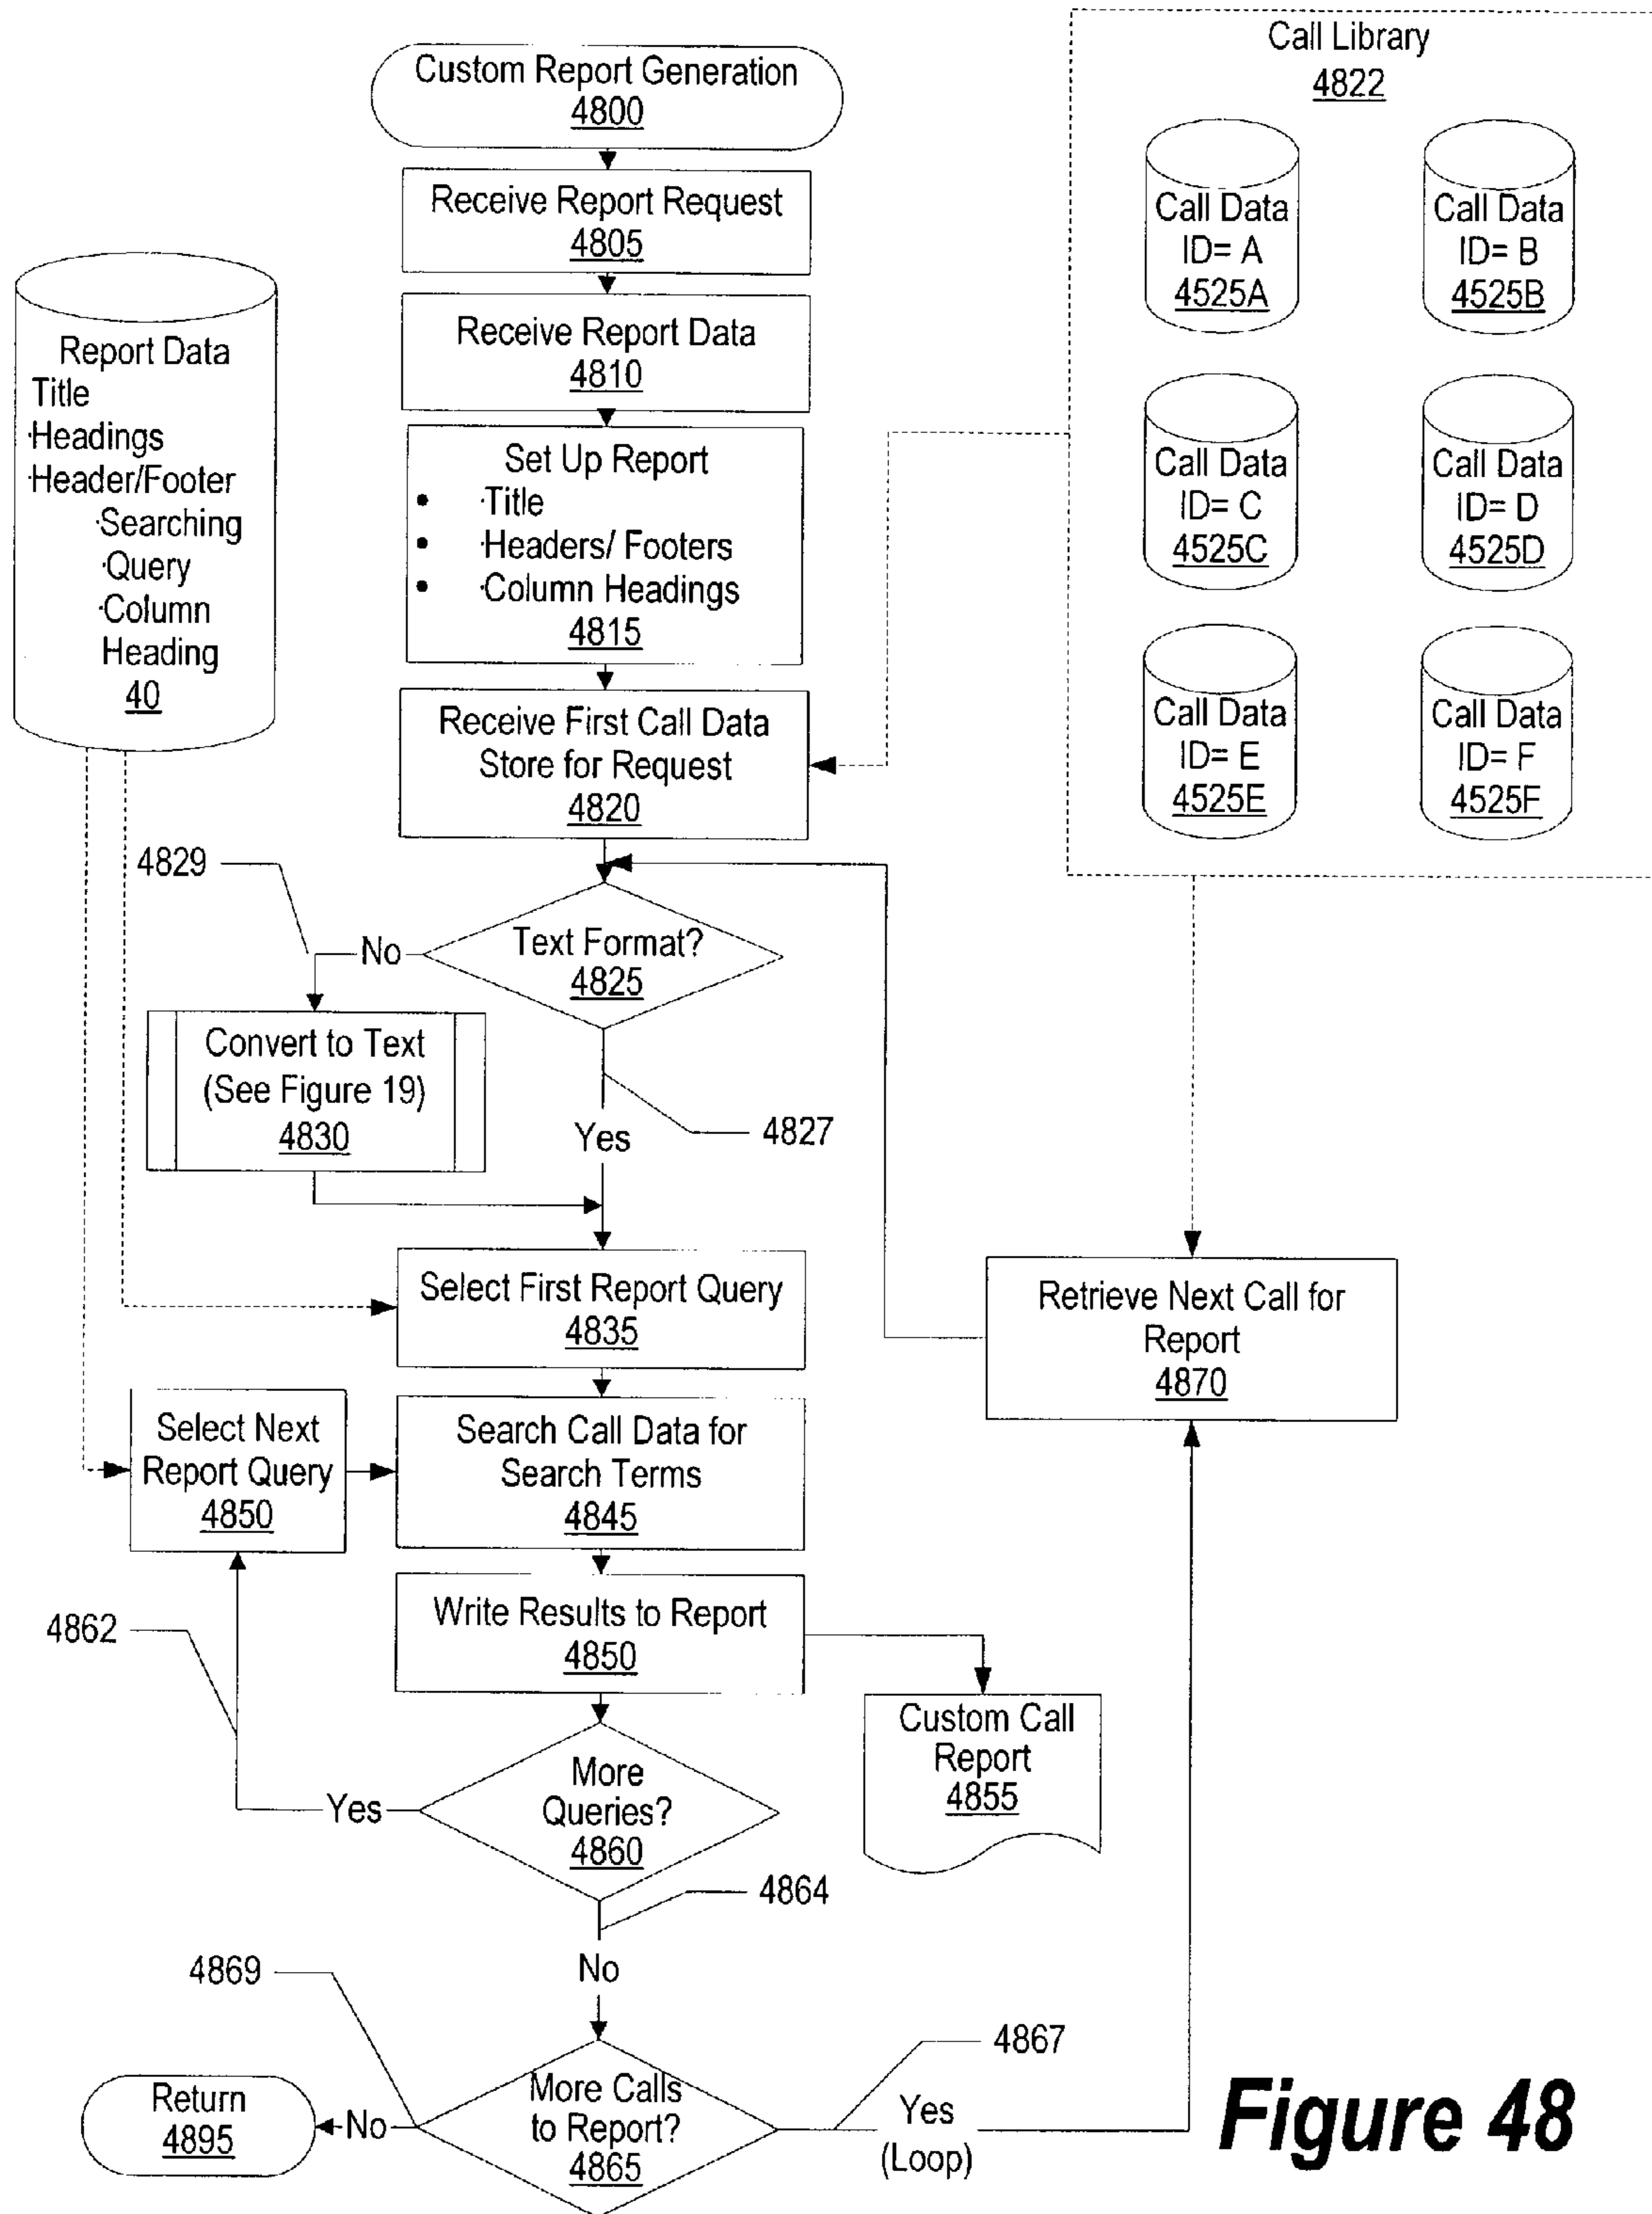 Custom Report Generation
4800
Receive Report Request
4805
Receive Report Data
4810
Set Up Report
• ·Title
• ·Headers/ Footers
• ·Column Headings
4815
Report Data
Title
·Headings
·Header/Footer
·Searching
·Query
·Column
Heading
40
Call Library
4822
Call Data
ID= A
4525A
Call Data
ID= B
4525B
Call Data
ID= C
4525C
Call Data
ID= D
4525D
Call Data
ID= E
4525E
Call Data
ID= F
4525F
Receive First Call Data
Store for Request
4820
4829
No
Text Format?
4825
Convert to Text
(See Figure 19)
4830
Yes
4827
Select First Report Query
4835
Retrieve Next Call for
Report
4870
Select Next
Report Query
4850
Search Call Data for
Search Terms
4845
Write Results to Report
4850
4862
Custom Call
Report
4855
Yes
More
Queries?
4860
4864
No
4869
4867
Return
4895
No
More Calls
to Report?
4865
Yes
(Loop)
Figure 48